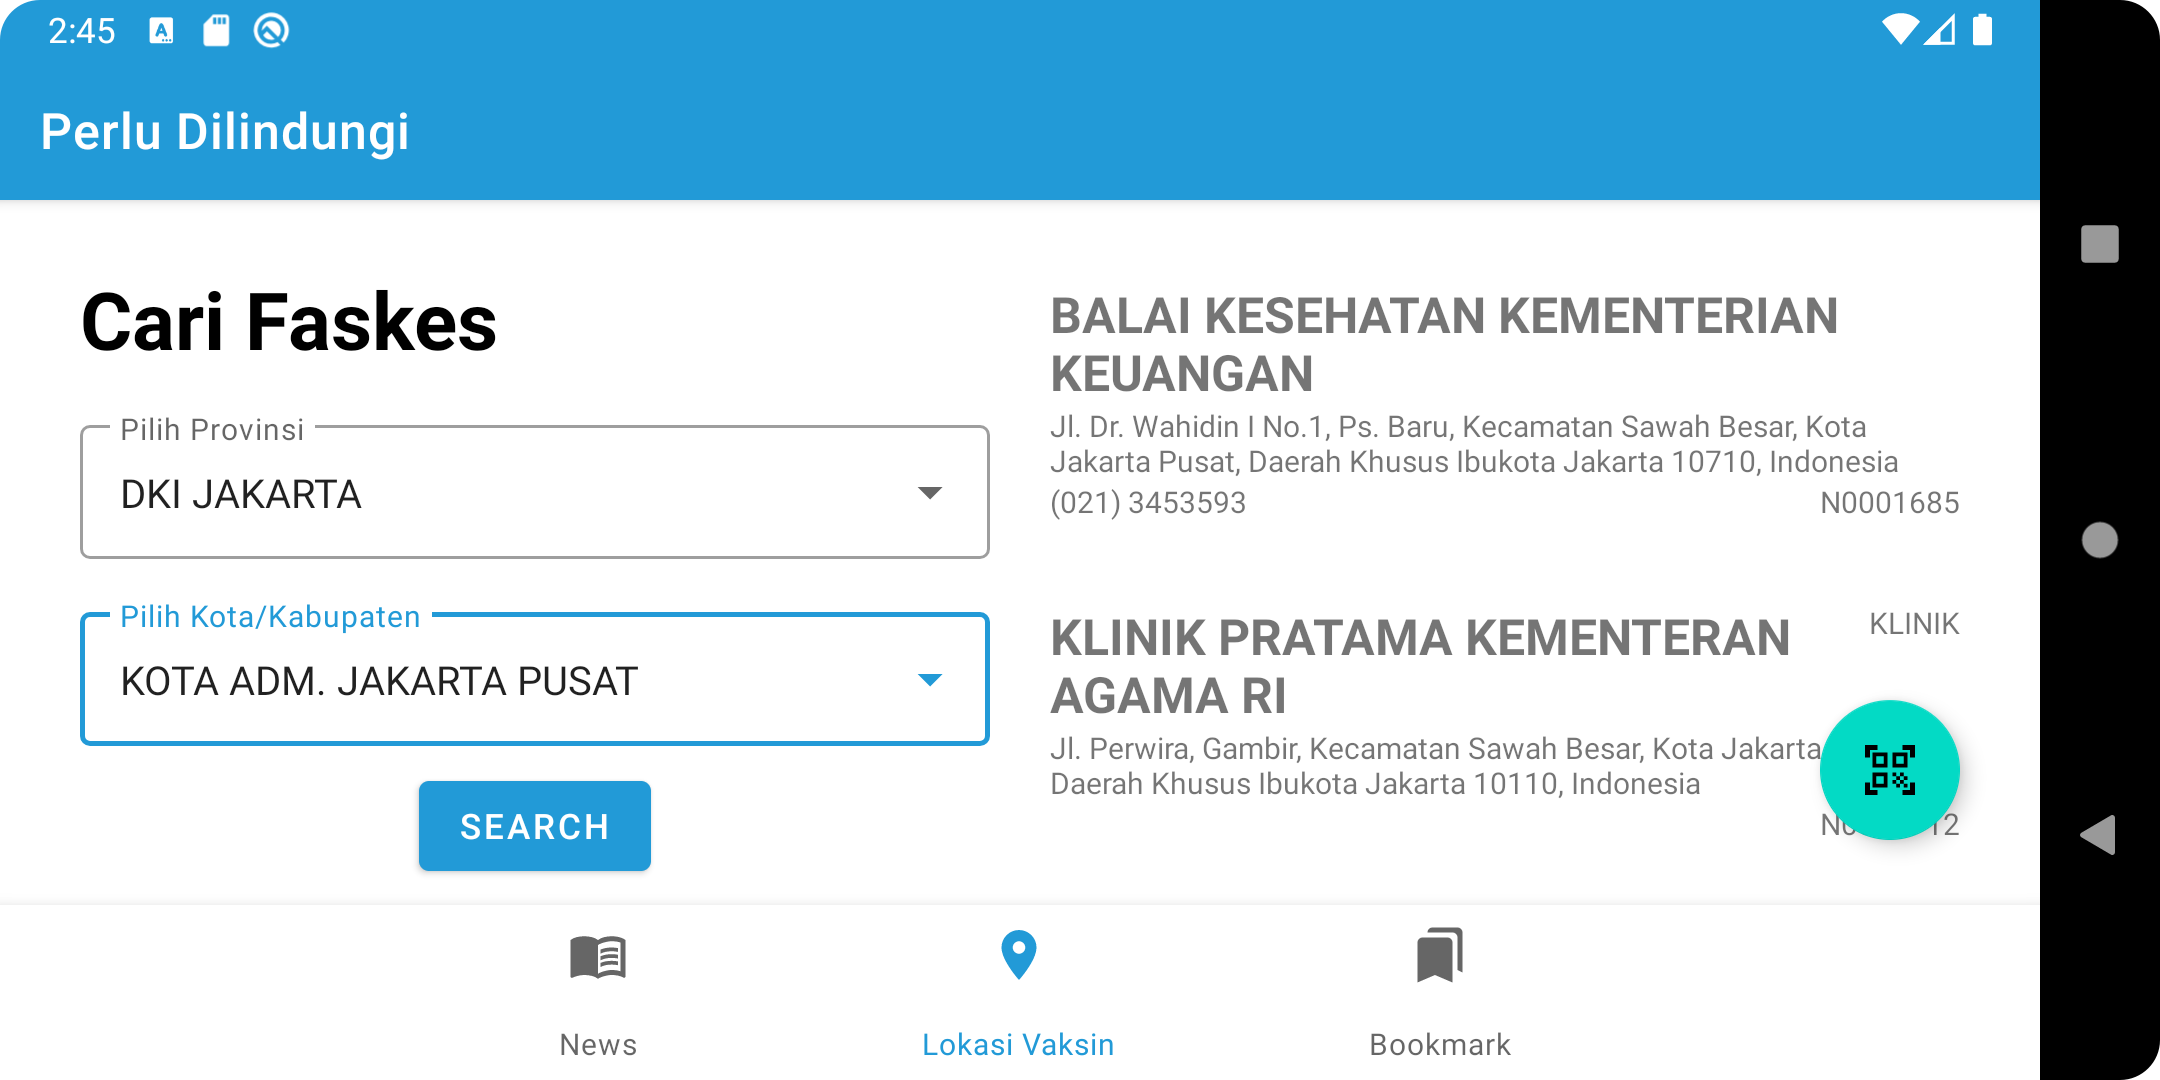 2:45
Perlu Dilindungi
Cari Faskes
Pilih Provinsi
DKI JAKARTA
Pilih Kota/Kabupaten
KOTA ADM. JAKARTA PUSAT
SEARCH
BALAI KESEHATAN KEMENTERIAN
KEUANGAN
Jl. Dr. Wahidin I No.1, Ps. Baru, Kecamatan Sawah Besar, Kota
Jakarta Pusat, Daerah Khusus Ibukota Jakarta 10710, Indonesia
(021) 3453593
N0001685
KLINIK PRATAMA KEMENTERAN
AGAMA RI
KLINIK
Jl. Perwira, Gambir, Kecamatan Sawah Besar, Kota Jakarta
Daerah Khusus Ibukota Jakarta 10110, Indonesia
News
Lokasi Vaksin
Bookmark